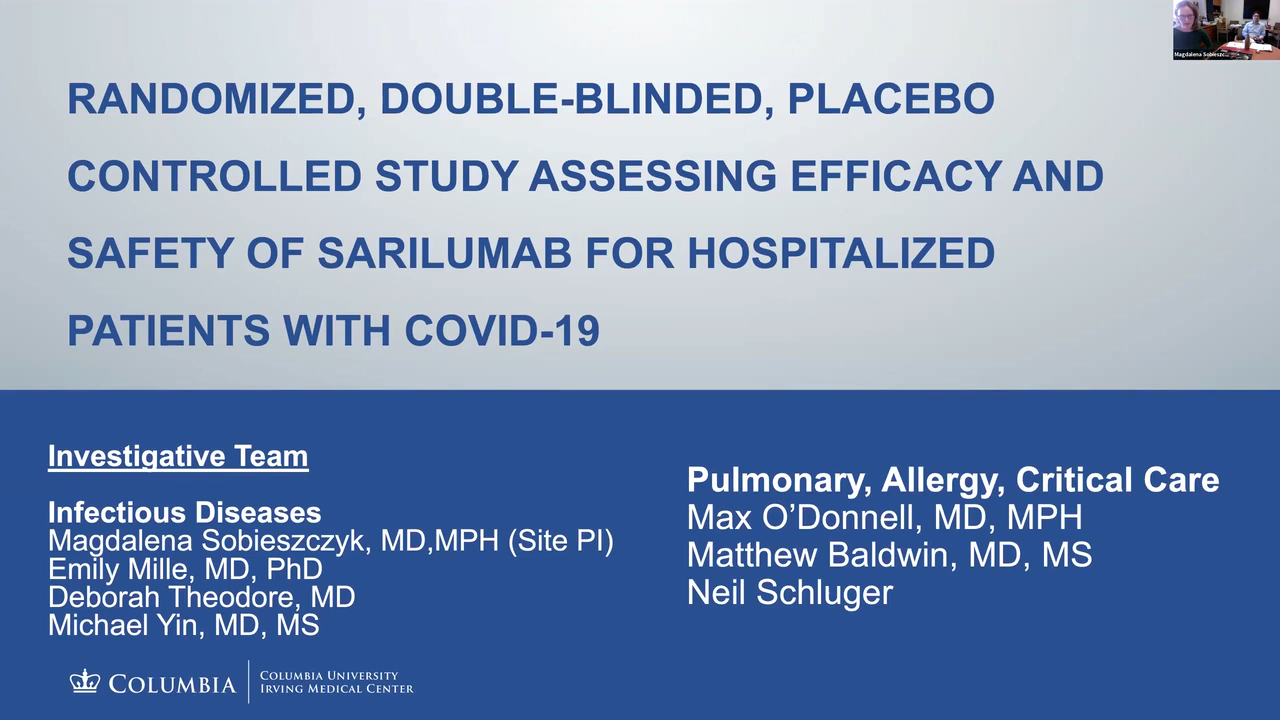 Magdalena Sobieszc...
RANDOMIZED, DOUBLE-BLINDED, PLACEBO
CONTROLLED STUDY ASSESSING EFFICACY AND
SAFETY OF SARILUMAB FOR HOSPITALIZED
PATIENTS WITH COVID-19
Investigative Team
Infectious Diseases
Magdalena Sobieszczyk, MD,MPH (Site PI)
Emily Mille, MD, PhD
Deborah Theodore, MD
Michael Yin, MD, MS
Pulmonary, Allergy, Critical Care
Max O’Donnell, MD, MPH
Matthew Baldwin, MD, MS
Neil Schluger
COLUMBIA
COLUMBIA UNIVERSITY
IRVING MEDICAL CENTER